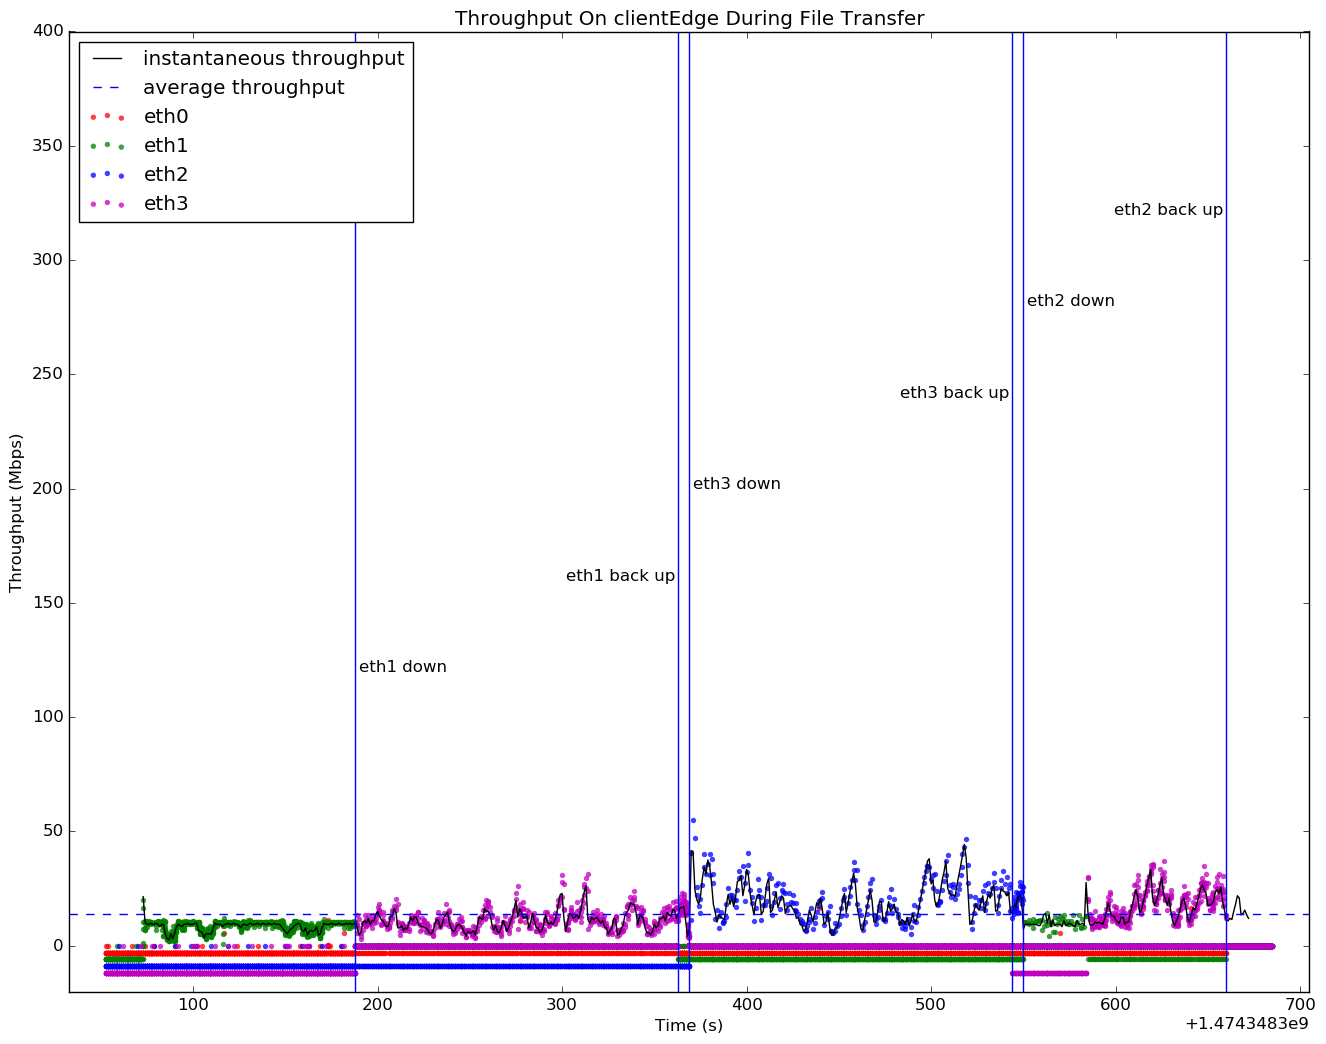 Throughput On clientEdge During File Transfer
400
350
300
250
200
150
100
50
0
Throughput (Mbps)
instantaneous throughput
average throughput
eth0
eth1
eth2
eth3
eth2 back up
eth2 down
eth3 back up
eth3 down
eth1 back up
eth1 down
100
200
300
400
500
600
700
Time (s)
+1.4743483e9